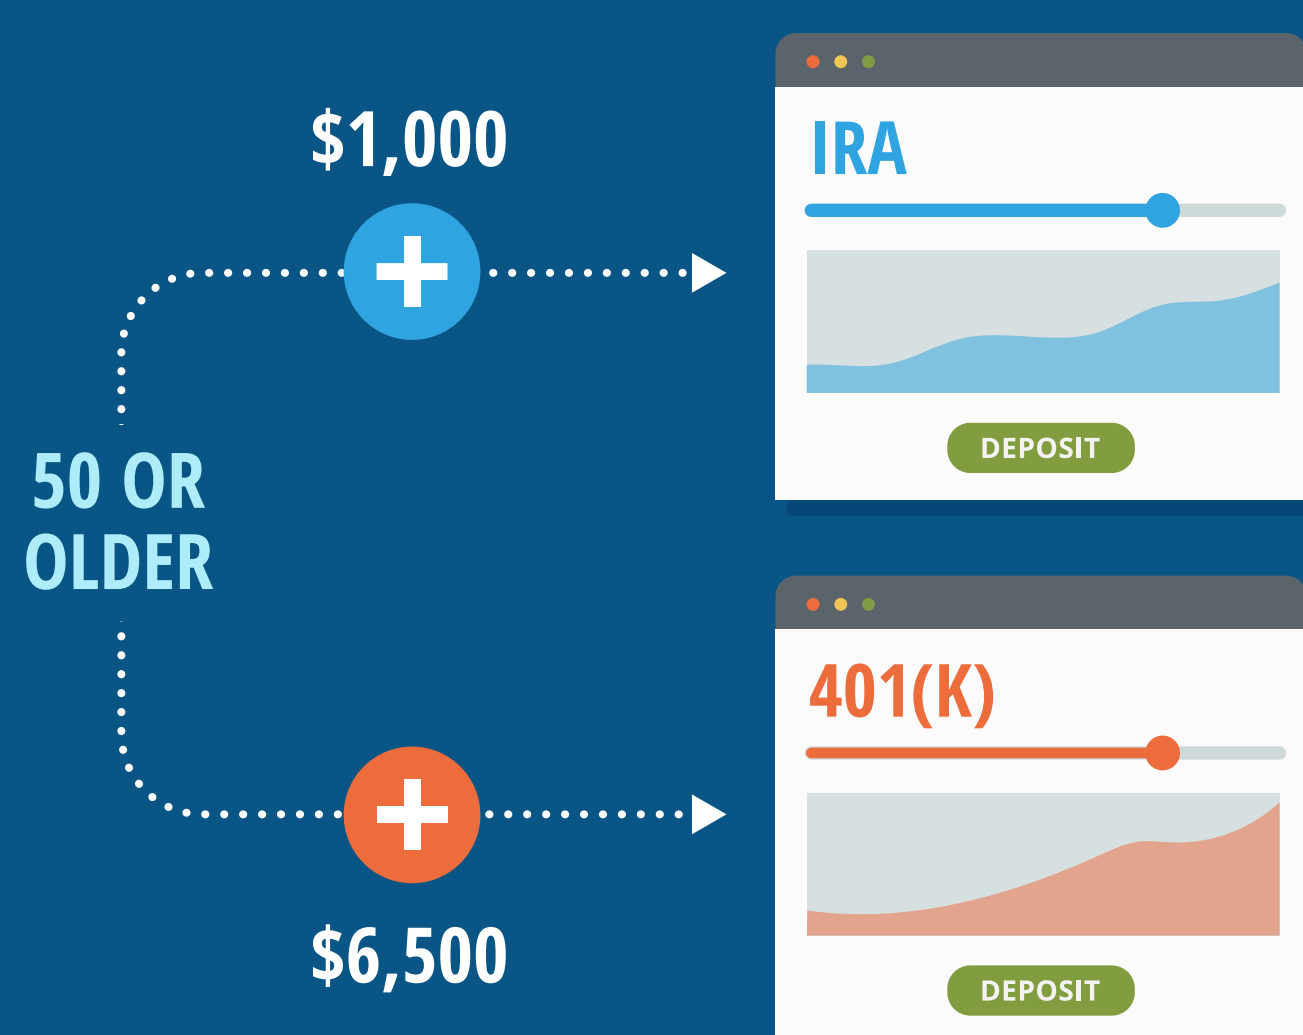 $1,000
IRA
DEPOSIT
50 OR
OLDER
401(K)
$6,500
DEPOSIT